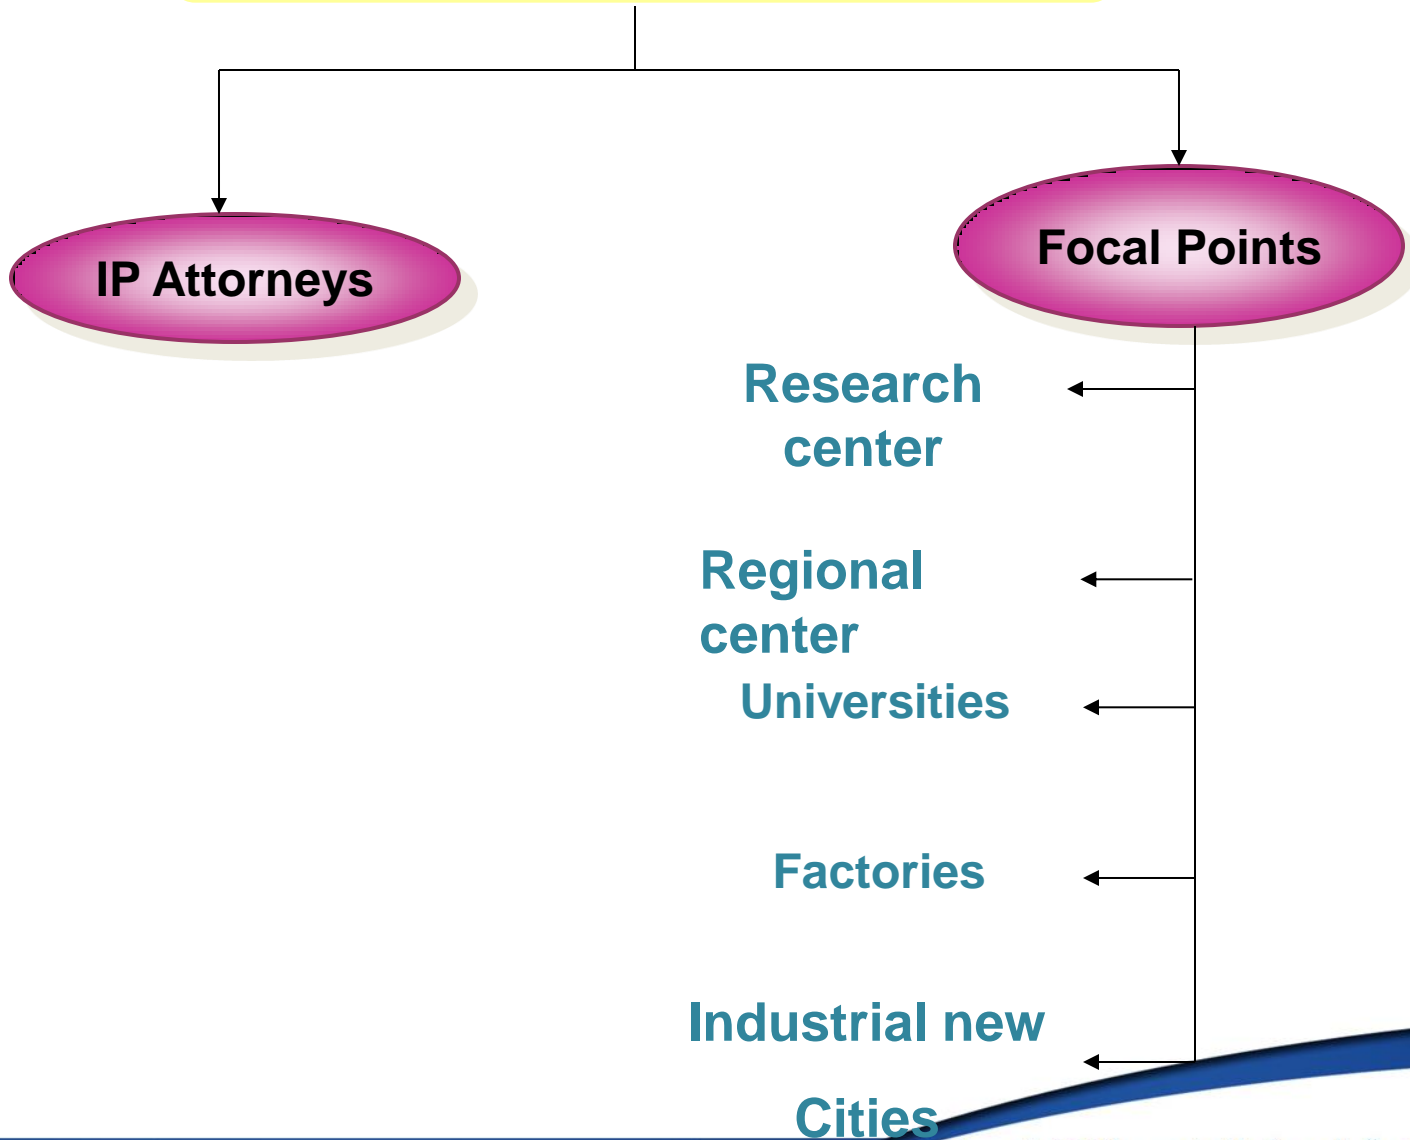 IP Attorneys
Focal Points
Research
center
Regional
center
Universities
Factories
Industrial new
Cities